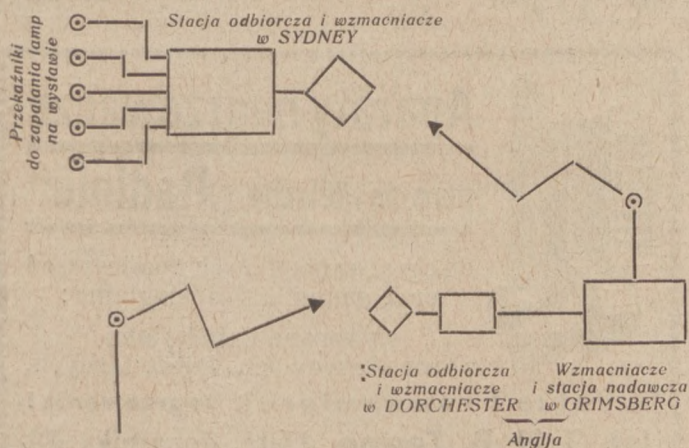 Przekaźniki
do zapalania lamp
na wystawie
Stacja odbiorcza i wzmacniacze
w SYDNEY
Stacja odbiorcza
i wzmacniacze
w DORCHESTER
Wzmacniacze
i stacja nadawcza
w GRIMSBERG
Anglja